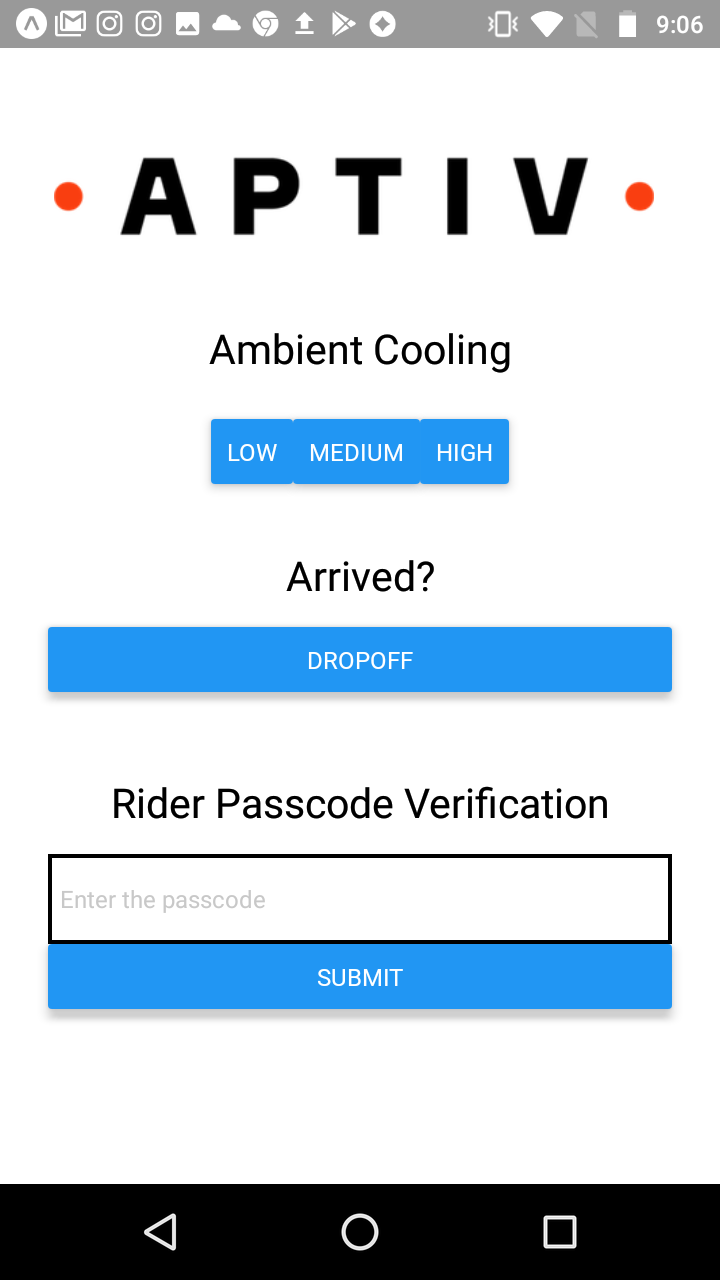 9:06
APTIV
Ambient Cooling
LOW MEDIUM HIGH
Arrived?
DROPOFF
Rider Passcode Verification
Enter the passcode
SUBMIT